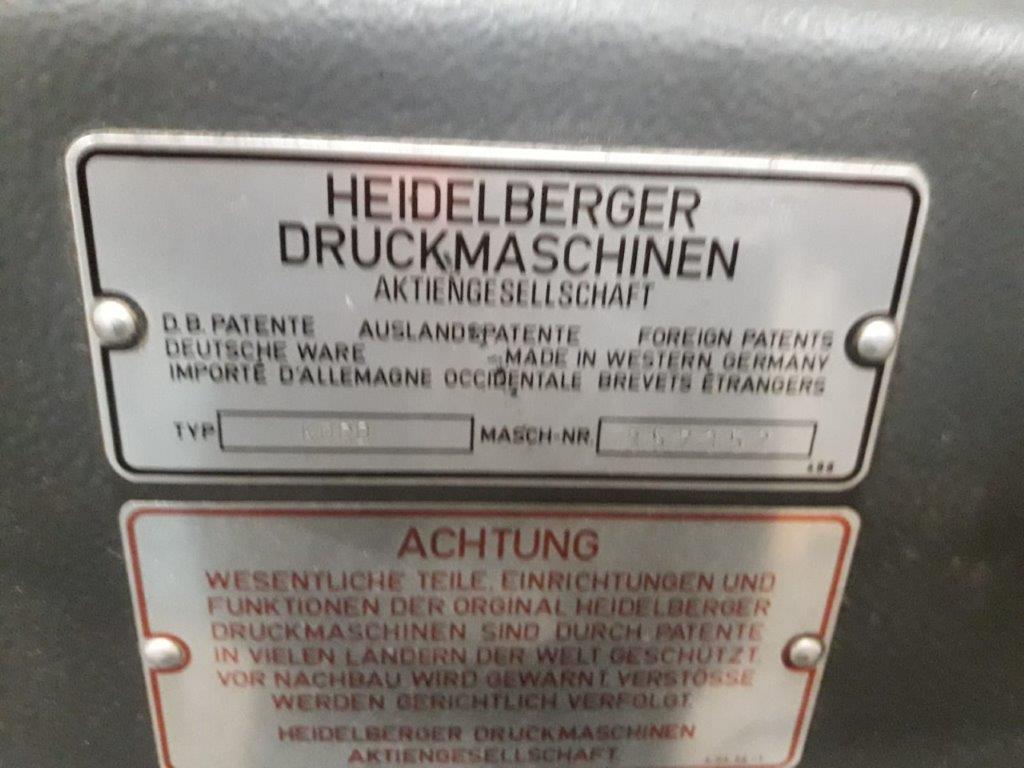 HEIDELBERGER
DRUCKMASCHINEN
AKTIENGESELLSCHAFT
D.B. PATENTE AUSLANDSPATENTE FOREIGN PATENTS
DEUTSCHE WARE MADE IN WESTERN GERMANY
IMPORTÉ D'ALLEMAGNE OCCIDENTALE BREVETS ÉTRANGERS
TYP KORD MASCH-NR.
ACHTUNG
WESENTLICHE TEILE, EINRICHTUNGEN UND
FUNKTIONEN DER ORGINAL HEIDELBERGER
DRUCKMASCHINEN SIND DURCH PATENTE
IN VIELEN LÄNDERN DER WELT GESCHÜTZT.
VOR NACHBAU WIRD GEWARNT. VERSTÖSSE
WERDEN GERICHTLICH VERFOLGT.
HEIDELBERGER DRUCKMASCHINEN
AKTIENGESELLSCHAFT.